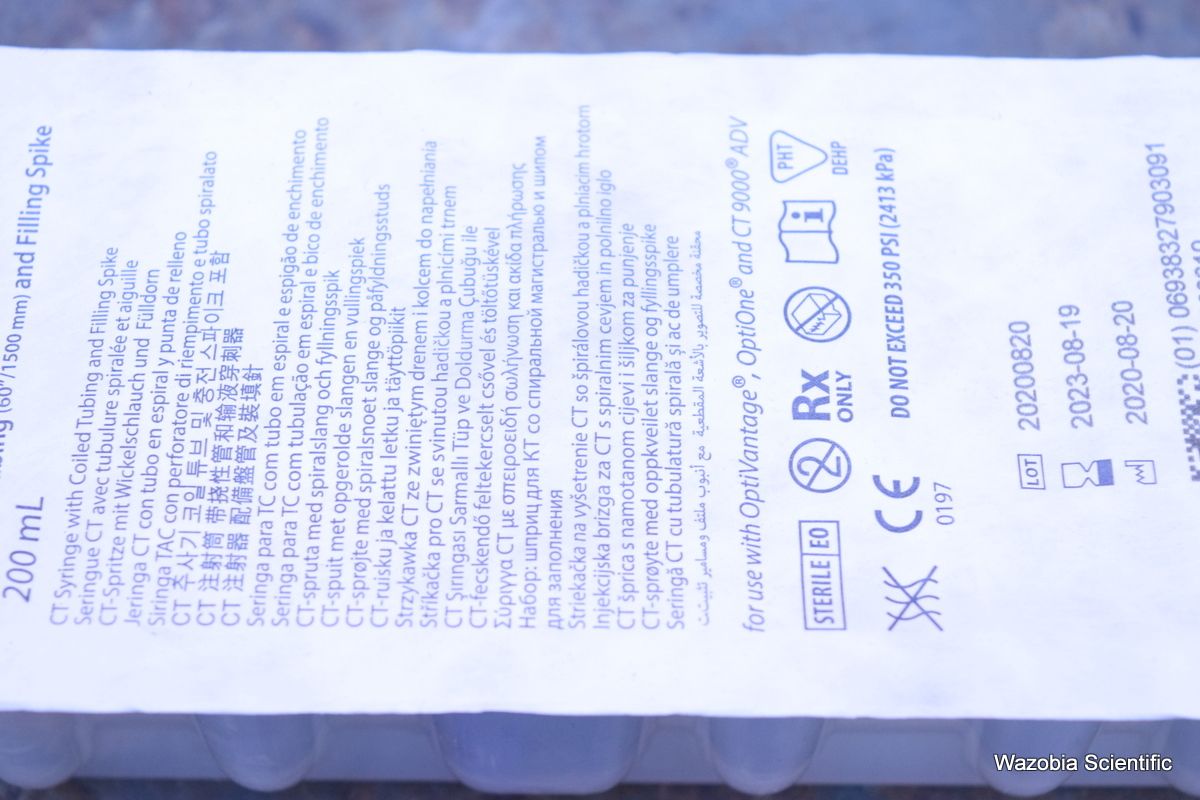 (60"/1500 mm) and Filling Spike
200 mL
CT Syringe with Coiled Tubing and Filling Spike
Seringue CT avec tubulure spiralée et aiguille
CT-Spritze mit Wickelschlauch und Fülldorn
Jeringa CT con tubo en espiral y punta de relleno
Siringa TAC con perforatore di riempimento e tubo spiralato
CT 주사기 코일 튜브 및 충전 스파이크 포함
CT 注射筒 带挠性管和输液穿刺器
CT 注射器 配備盤管及裝填針
Seringa para TC com tubo em espiral e espigão de enchimento
Seringa para TC com tubulação em espiral e bico de enchimento
CT-spruta med spiralslang och fyllningsspik
CT-spuit met opgerolde slangen en vullingspiek
CT-sprøjte med spiralsnoet slange og påfyldningsstuds
CT-ruisku ja kelattu letku ja täyttöpiikit
Strzykawka CT ze zwiniętym drenem i kolcem do napełniania
Stříkačka pro CT se svinutou hadičkou a plnicími trnem
CT Şırıngası Sarmallı Tüp ve Doldurma Çubuğu ile
CT-fecskendő feltekercselt csővel és töltőtüskével
Σύριγγα CT με σπειροειδή σωλήνωση και ακίδα πλήρωσης
Набор: шприц для КТ со спиральной магистралью и шипом
для заполнения
Striekačka na vyšetrenie CT so špirálovou hadičkou a plniacím hrotom
Injekcijska brizga za CT s spiralnim cevjem in polnilno iglo
CT šprica s namotanom cijevi i šiljkom za punjenje
CT-sprøyte med oppkveilet slange og fyllingsspike
Seringă CT cu tubulatură spirală și ac de umplere
محقنة مخصصة للتصوير بالأشعة المقطعية مع أنبوب ملفف ومسامير تثبيت
for use with OptiVantage®, OptiOne® and CT 9000® ADV
STERILE EO
2
Rx ONLY
PHT
DEHP
CE
0197
DO NOT EXCEED 350 PSI (2413 kPa)
LOT 20200820
2023-08-19
2020-08-20
(01) 06938327903091
Wazobia Scientific